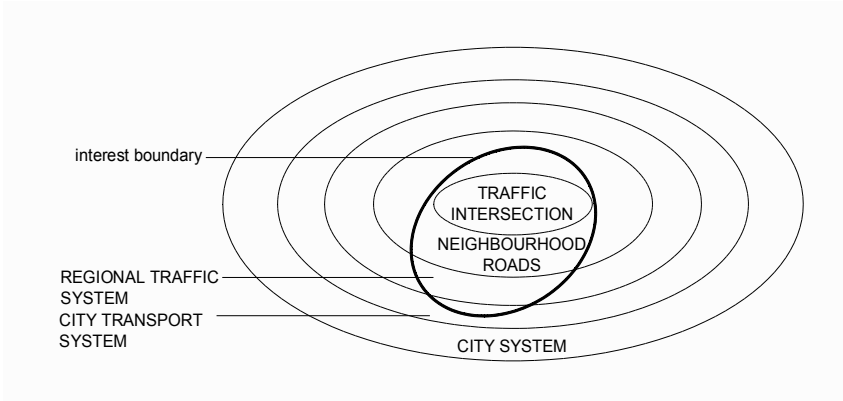 interest boundary
TRAFFIC
INTERSECTION
NEIGHBOURHOOD
ROADS
REGIONAL TRAFFIC
SYSTEM
CITY TRANSPORT
SYSTEM
CITY SYSTEM